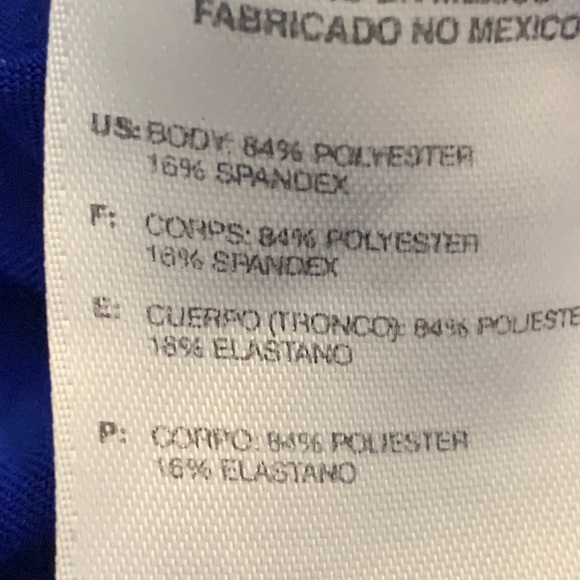 FABRICADO NO MEXICO
US: BODY: 84% POLYESTER
16% SPANDEX
F: CORPS: 84% POLYESTER
16% SPANDEX
E: CUERPO (TRONCO): 84% POLIESTE
16% ELASTANO
P: CORPO: 84% POLIESTER
16% ELASTANO